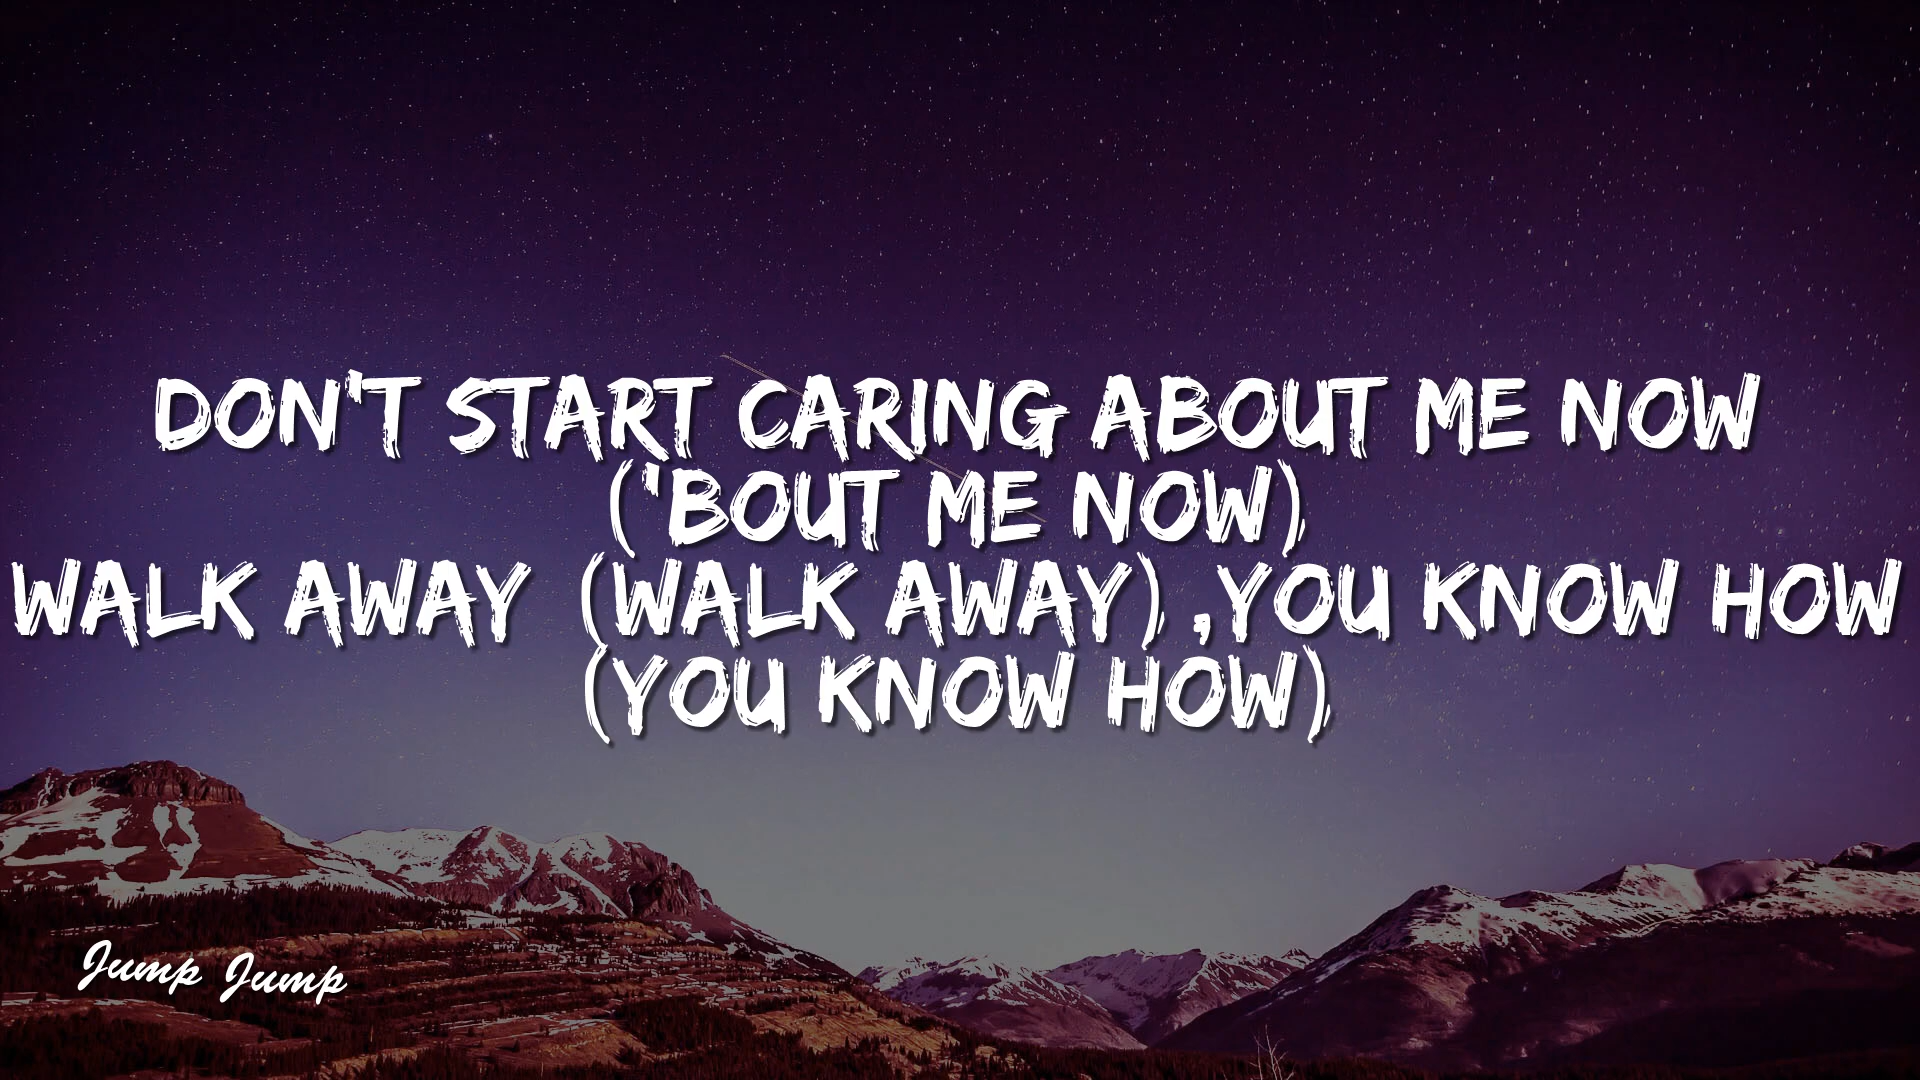 DON'T START CARING ABOUT ME NOW
('BOUT ME NOW)
WALK AWAY  (WALK AWAY) ,YOU KNOW HOW
(YOU KNOW HOW)
Jump Jump